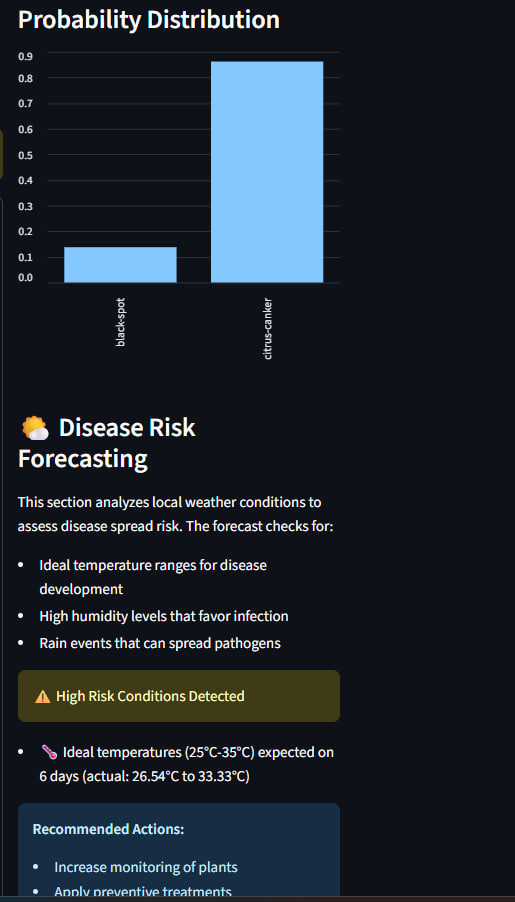 Probability Distribution
0.9
0.8
0.7
0.6
0.5
0.4
0.3
0.2
0.1
0.0
black-spot
citrus-canker
Disease Risk
Forecasting
This section analyzes local weather conditions to
assess disease spread risk. The forecast checks for:
• Ideal temperature ranges for disease
development
• High humidity levels that favor infection
• Rain events that can spread pathogens
⚠️ High Risk Conditions Detected
• 🌡️ Ideal temperatures (25°C-35°C) expected on
6 days (actual: 26.54°C to 33.33°C)
Recommended Actions:
• Increase monitoring of plants
• Apply preventive treatments